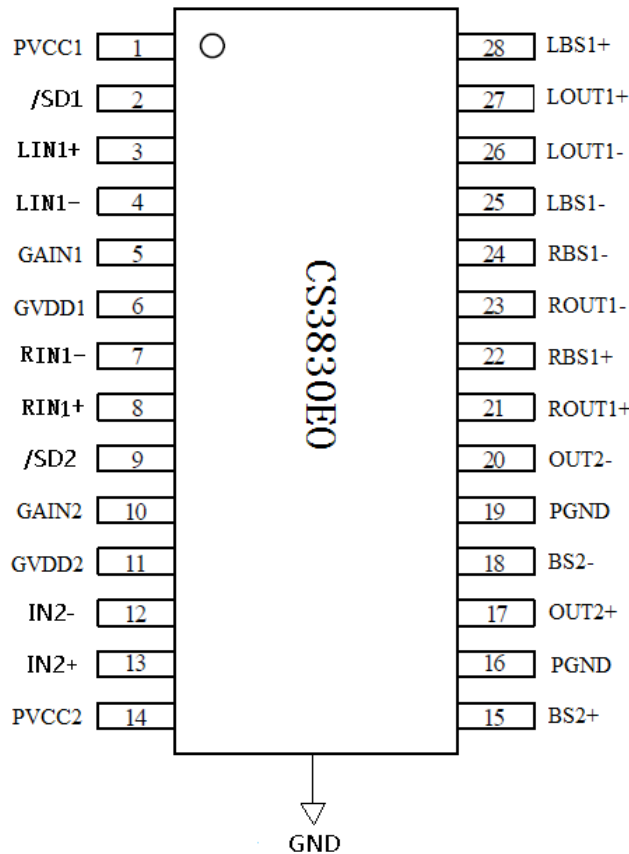 PVCC1 1 28 LBS1+
/SD1 2 27 LOUT1+
LIN1+ 3 26 LOUT1-
LIN1- 4 25 LBS1-
GAIN1 5 24 RBS1-
GVDD1 6 23 ROUT1-
RIN1- 7 22 RBS1+
RIN1+ 8 21 ROUT1+
/SD2 9 20 OUT2-
GAIN2 10 19 PGND
GVDD2 11 18 BS2-
IN2- 12 17 OUT2+
IN2+ 13 16 PGND
PVCC2 14 15 BS2+
CS3830EO
GND